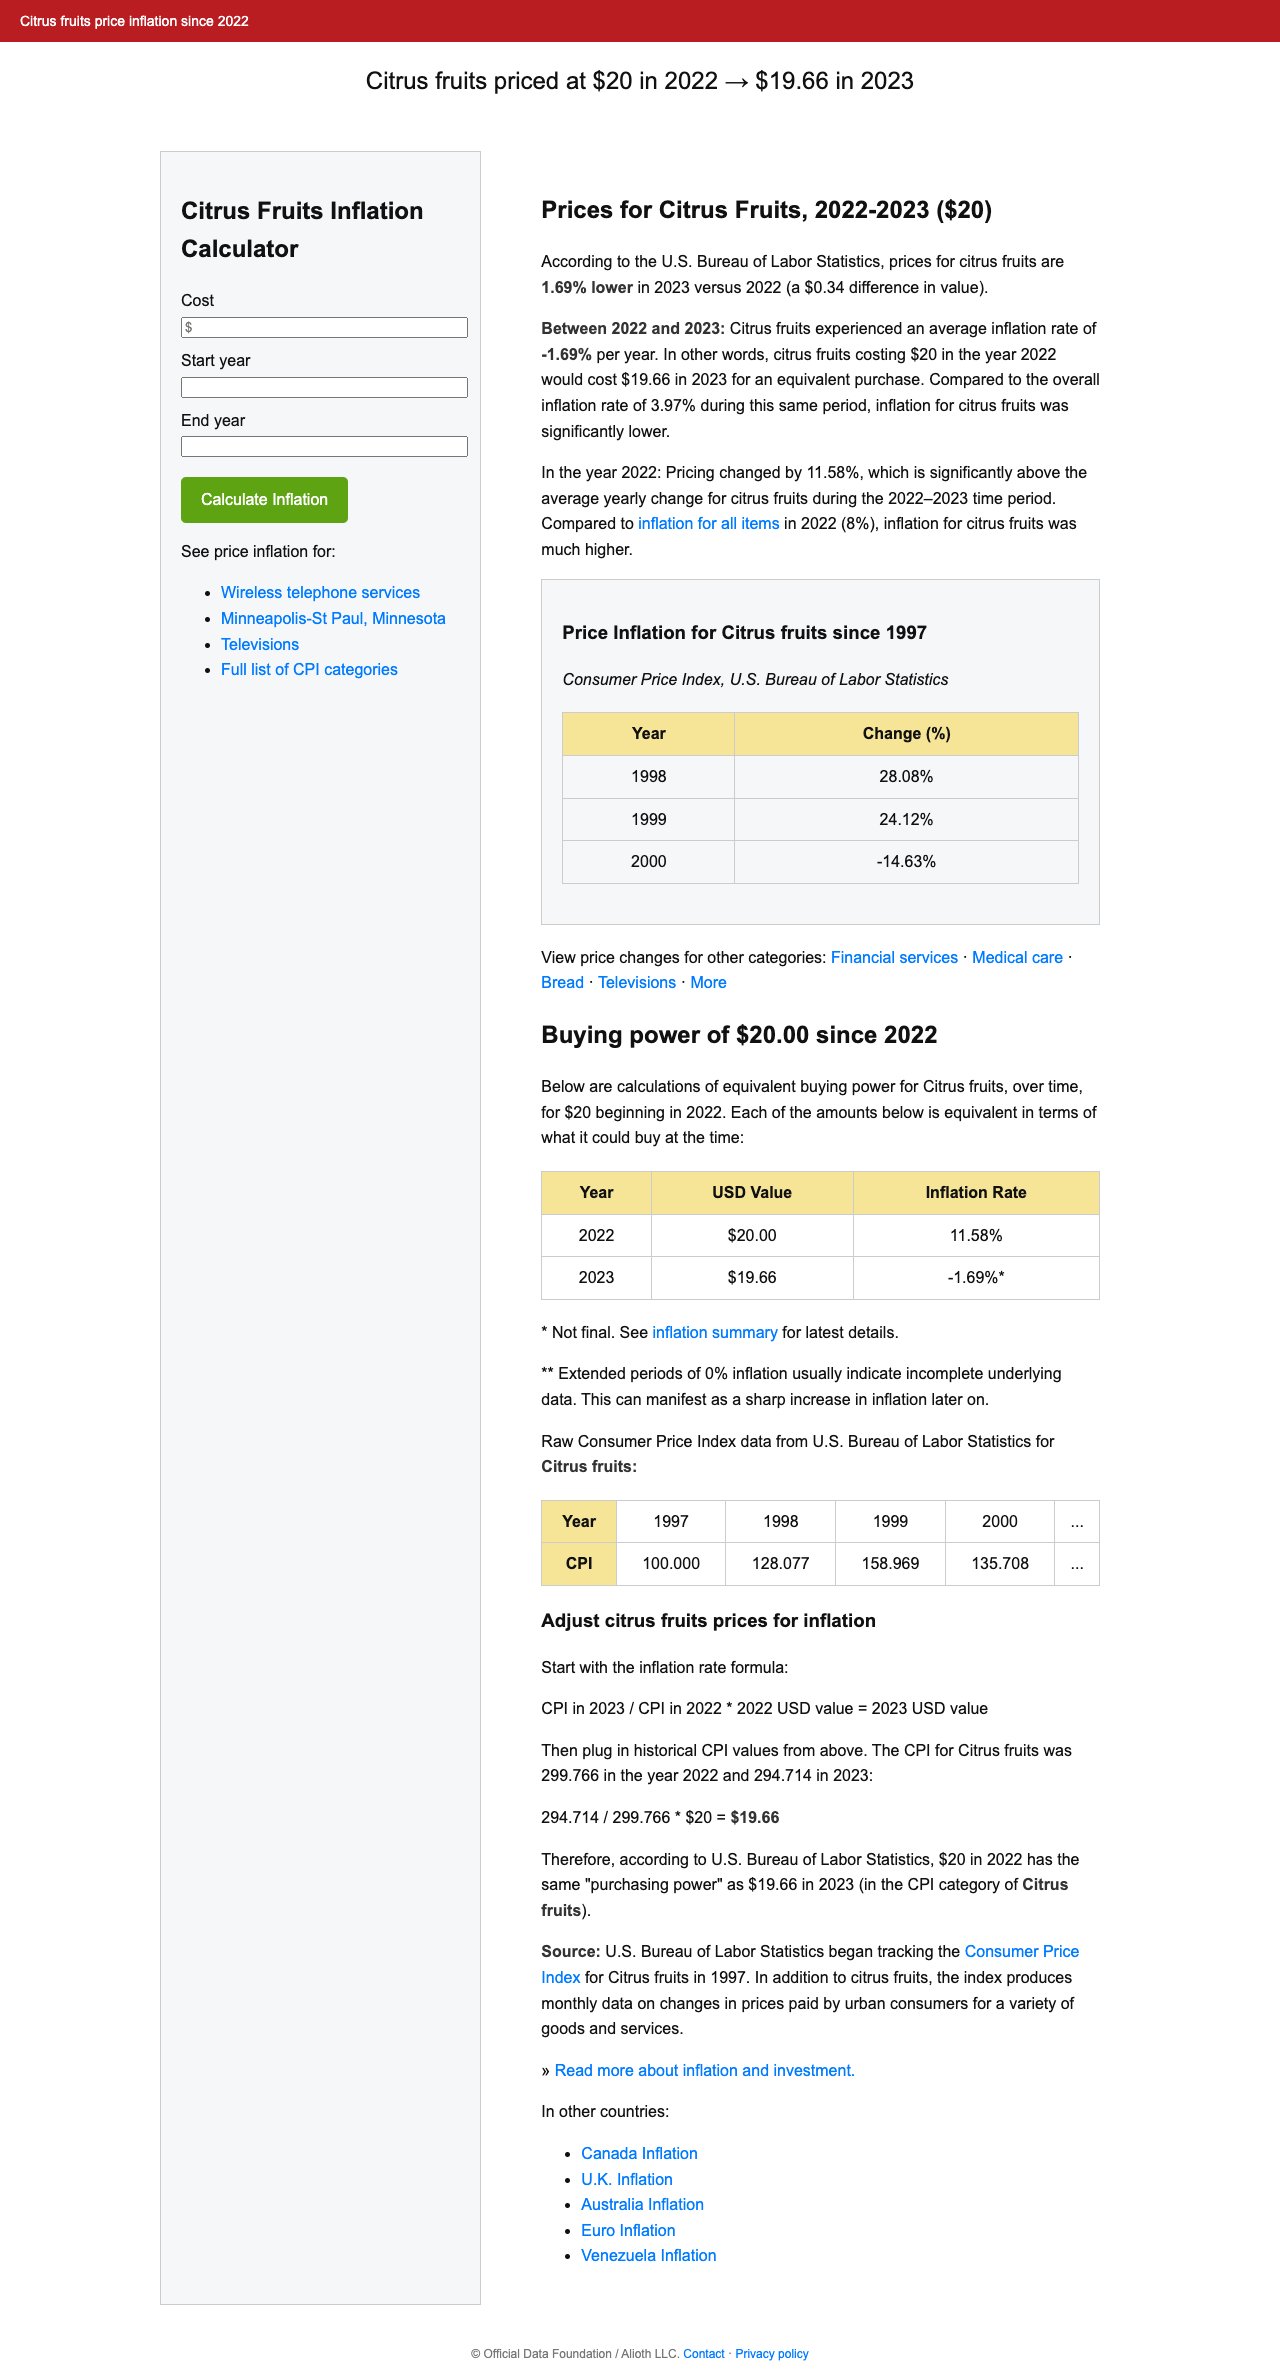 Citrus fruits price inflation since 2022
Citrus fruits priced at $20 in 2022 → $19.66 in 2023
Citrus Fruits Inflation
Calculator
Cost
$
Start year
End year
Calculate Inflation
See price inflation for:
• Wireless telephone services
• Minneapolis-St Paul, Minnesota
• Televisions
• Full list of CPI categories
Prices for Citrus Fruits, 2022-2023 ($20)
According to the U.S. Bureau of Labor Statistics, prices for citrus fruits are
1.69% lower in 2023 versus 2022 (a $0.34 difference in value).
Between 2022 and 2023: Citrus fruits experienced an average inflation rate of
-1.69% per year. In other words, citrus fruits costing $20 in the year 2022
would cost $19.66 in 2023 for an equivalent purchase. Compared to the overall
inflation rate of 3.97% during this same period, inflation for citrus fruits was
significantly lower.
In the year 2022: Pricing changed by 11.58%, which is significantly above the
average yearly change for citrus fruits during the 2022–2023 time period.
Compared to inflation for all items in 2022 (8%), inflation for citrus fruits was
much higher.
Price Inflation for Citrus fruits since 1997
Consumer Price Index, U.S. Bureau of Labor Statistics
Year Change (%)
1998 28.08%
1999 24.12%
2000 -14.63%
View price changes for other categories: Financial services · Medical care ·
Bread · Televisions · More
Buying power of $20.00 since 2022
Below are calculations of equivalent buying power for Citrus fruits, over time,
for $20 beginning in 2022. Each of the amounts below is equivalent in terms of
what it could buy at the time:
Year USD Value Inflation Rate
2022 $20.00 11.58%
2023 $19.66 -1.69%*
* Not final. See inflation summary for latest details.
** Extended periods of 0% inflation usually indicate incomplete underlying
data. This can manifest as a sharp increase in inflation later on.
Raw Consumer Price Index data from U.S. Bureau of Labor Statistics for
Citrus fruits:
Year 1997 1998 1999 2000 ...
CPI 100.000 128.077 158.969 135.708 ...
Adjust citrus fruits prices for inflation
Start with the inflation rate formula:
CPI in 2023 / CPI in 2022 * 2022 USD value = 2023 USD value
Then plug in historical CPI values from above. The CPI for Citrus fruits was
299.766 in the year 2022 and 294.714 in 2023:
294.714 / 299.766 * $20 = $19.66
Therefore, according to U.S. Bureau of Labor Statistics, $20 in 2022 has the
same "purchasing power" as $19.66 in 2023 (in the CPI category of Citrus
fruits).
Source: U.S. Bureau of Labor Statistics began tracking the Consumer Price
Index for Citrus fruits in 1997. In addition to citrus fruits, the index produces
monthly data on changes in prices paid by urban consumers for a variety of
goods and services.
» Read more about inflation and investment.
In other countries:
• Canada Inflation
• U.K. Inflation
• Australia Inflation
• Euro Inflation
• Venezuela Inflation
© Official Data Foundation / Alioth LLC. Contact · Privacy policy